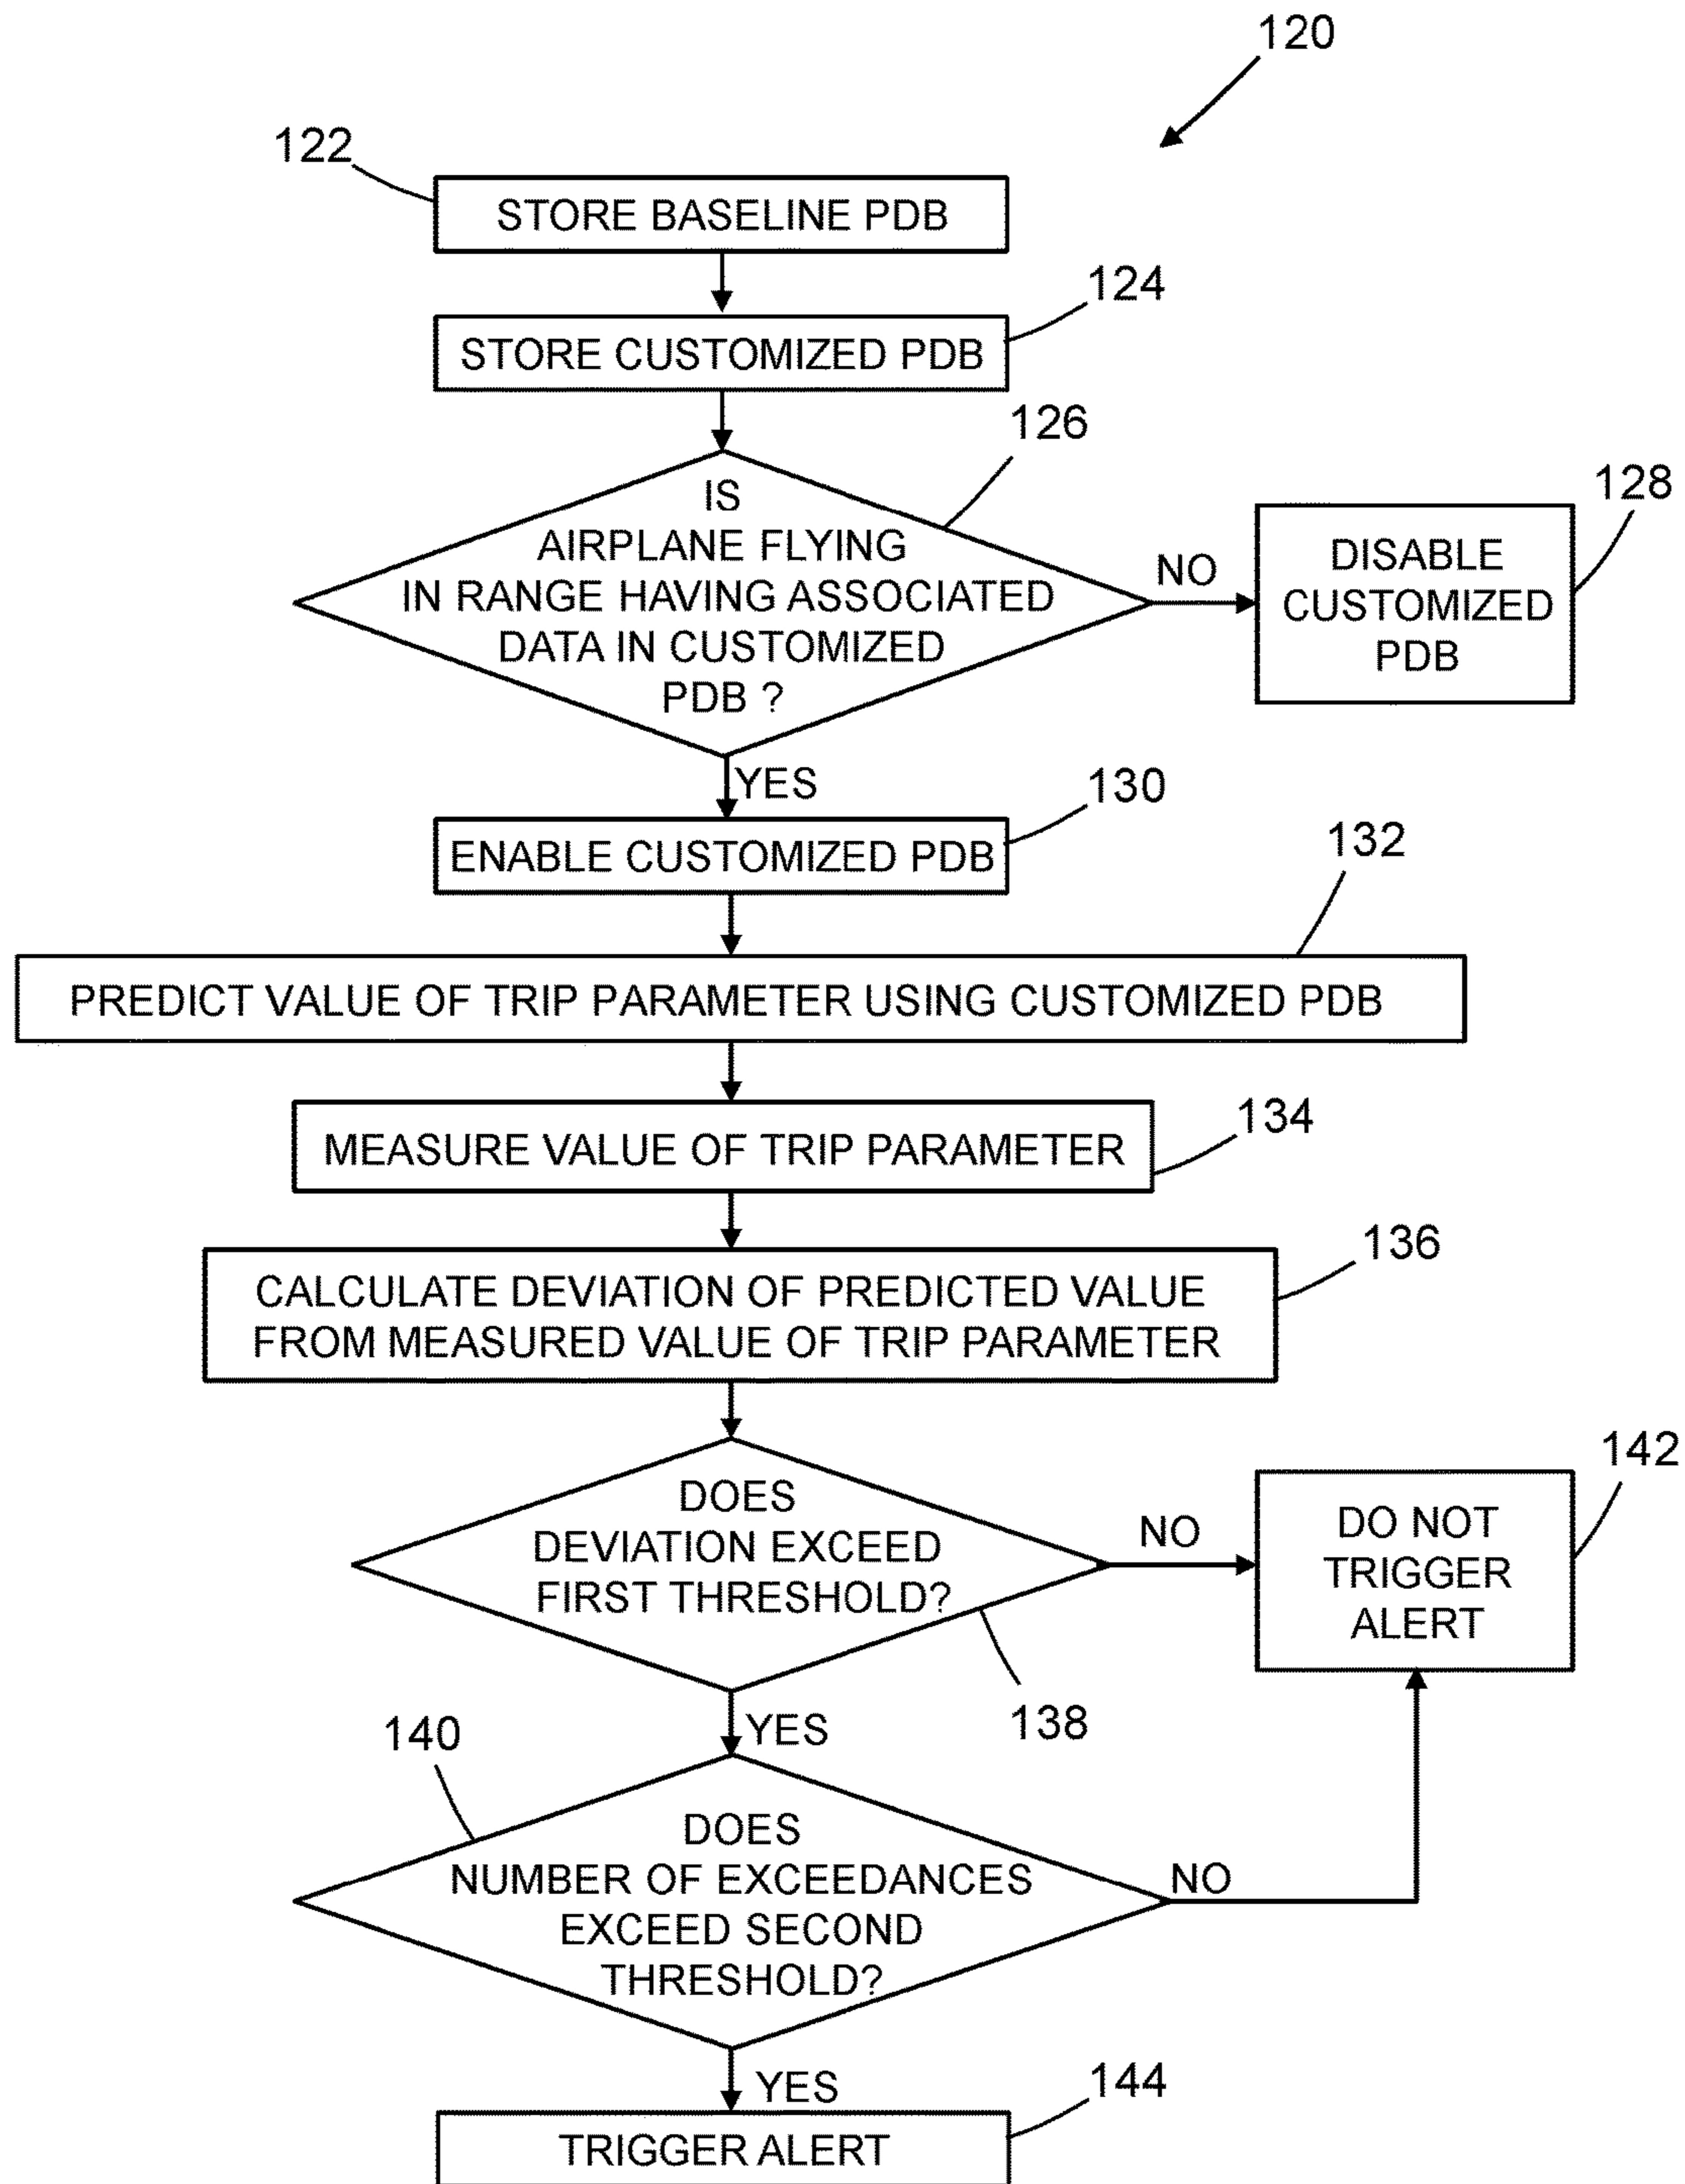 120
122
STORE BASELINE PDB
124
STORE CUSTOMIZED PDB
126
IS
AIRPLANE FLYING
IN RANGE HAVING ASSOCIATED
DATA IN CUSTOMIZED
PDB ?
NO
128
DISABLE
CUSTOMIZED
PDB
YES
130
ENABLE CUSTOMIZED PDB
132
PREDICT VALUE OF TRIP PARAMETER USING CUSTOMIZED PDB
134
MEASURE VALUE OF TRIP PARAMETER
136
CALCULATE DEVIATION OF PREDICTED VALUE
FROM MEASURED VALUE OF TRIP PARAMETER
DOES
DEVIATION EXCEED
FIRST THRESHOLD?
138
NO
142
DO NOT
TRIGGER
ALERT
YES
140
DOES
NUMBER OF EXCEEDANCES
EXCEED SECOND
THRESHOLD?
NO
YES
144
TRIGGER ALERT